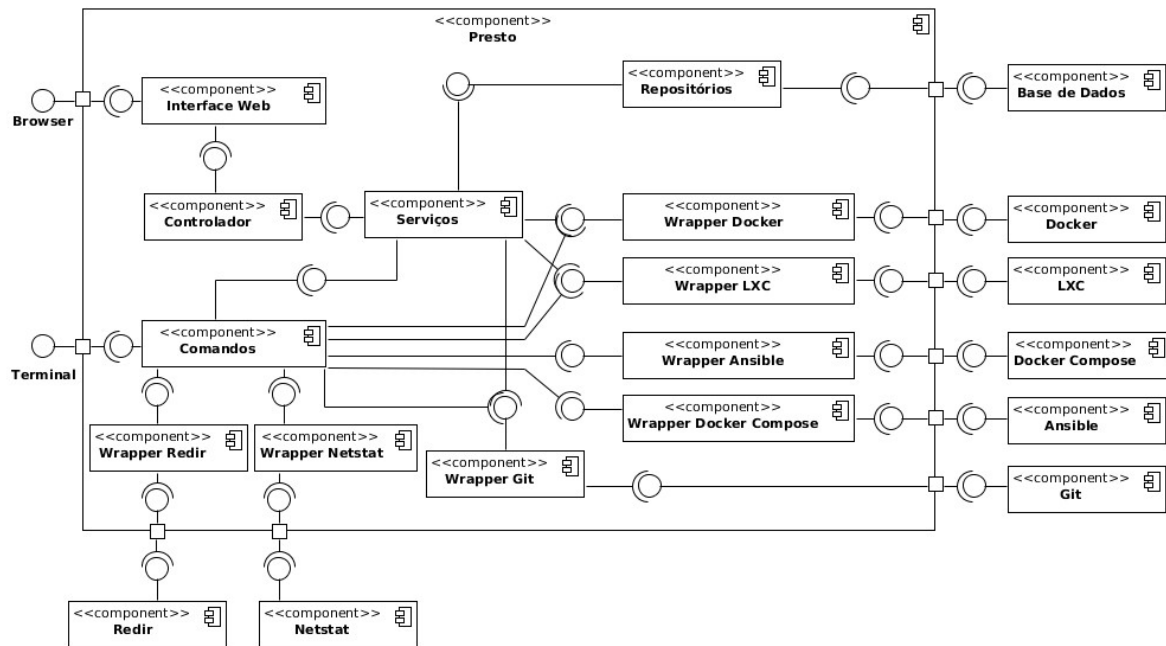 <<component>>
Presto
<<component>>
Interface Web
<<component>>
Repositórios
<<component>>
Base de Dados
Browser
<<component>>
Controlador
<<component>>
Serviços
<<component>>
Wrapper Docker
<<component>>
Docker
<<component>>
Wrapper LXC
<<component>>
LXC
<<component>>
Comandos
<<component>>
Wrapper Ansible
<<component>>
Docker Compose
Terminal
<<component>>
Wrapper Docker Compose
<<component>>
Ansible
<<component>>
Wrapper Redir
<<component>>
Wrapper Netstat
<<component>>
Wrapper Git
<<component>>
Git
<<component>>
Redir
<<component>>
Netstat